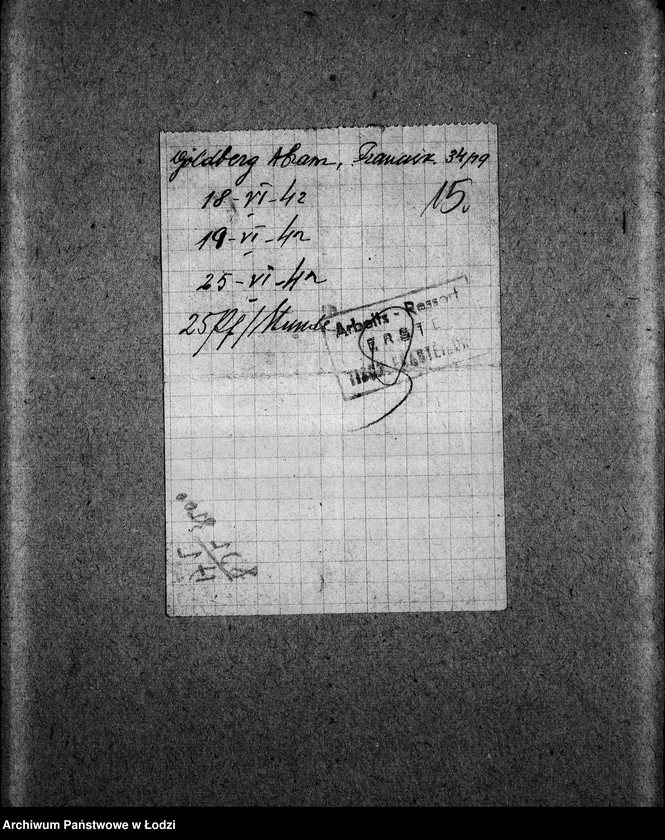 Goldberg Abram, Francisk 34/19
18-VI-42
15.
19-VI-42
25-VI-42
25 Pf/Stunde
Arbeits-Ressort
ERSTE
Archiwum Państwowe w Łodzi